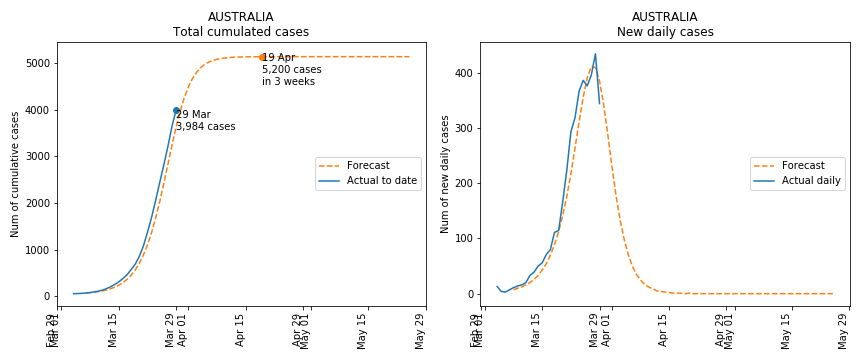 AUSTRALIA
Total cumulated cases
Num of cumulative cases
5000
4000
3000
2000
1000
0
19 Apr
5,200 cases
in 3 weeks
29 Mar
3,984 cases
Forecast
Actual to date
Feb 29
Mar 01
Mar 15
Mar 29
Apr 01
Apr 15
Apr 29
May 01
May 15
May 29
AUSTRALIA
New daily cases
Num of new daily cases
400
300
200
100
0
Forecast
Actual daily
Feb 29
Mar 01
Mar 15
Mar 29
Apr 01
Apr 15
Apr 29
May 01
May 15
May 29